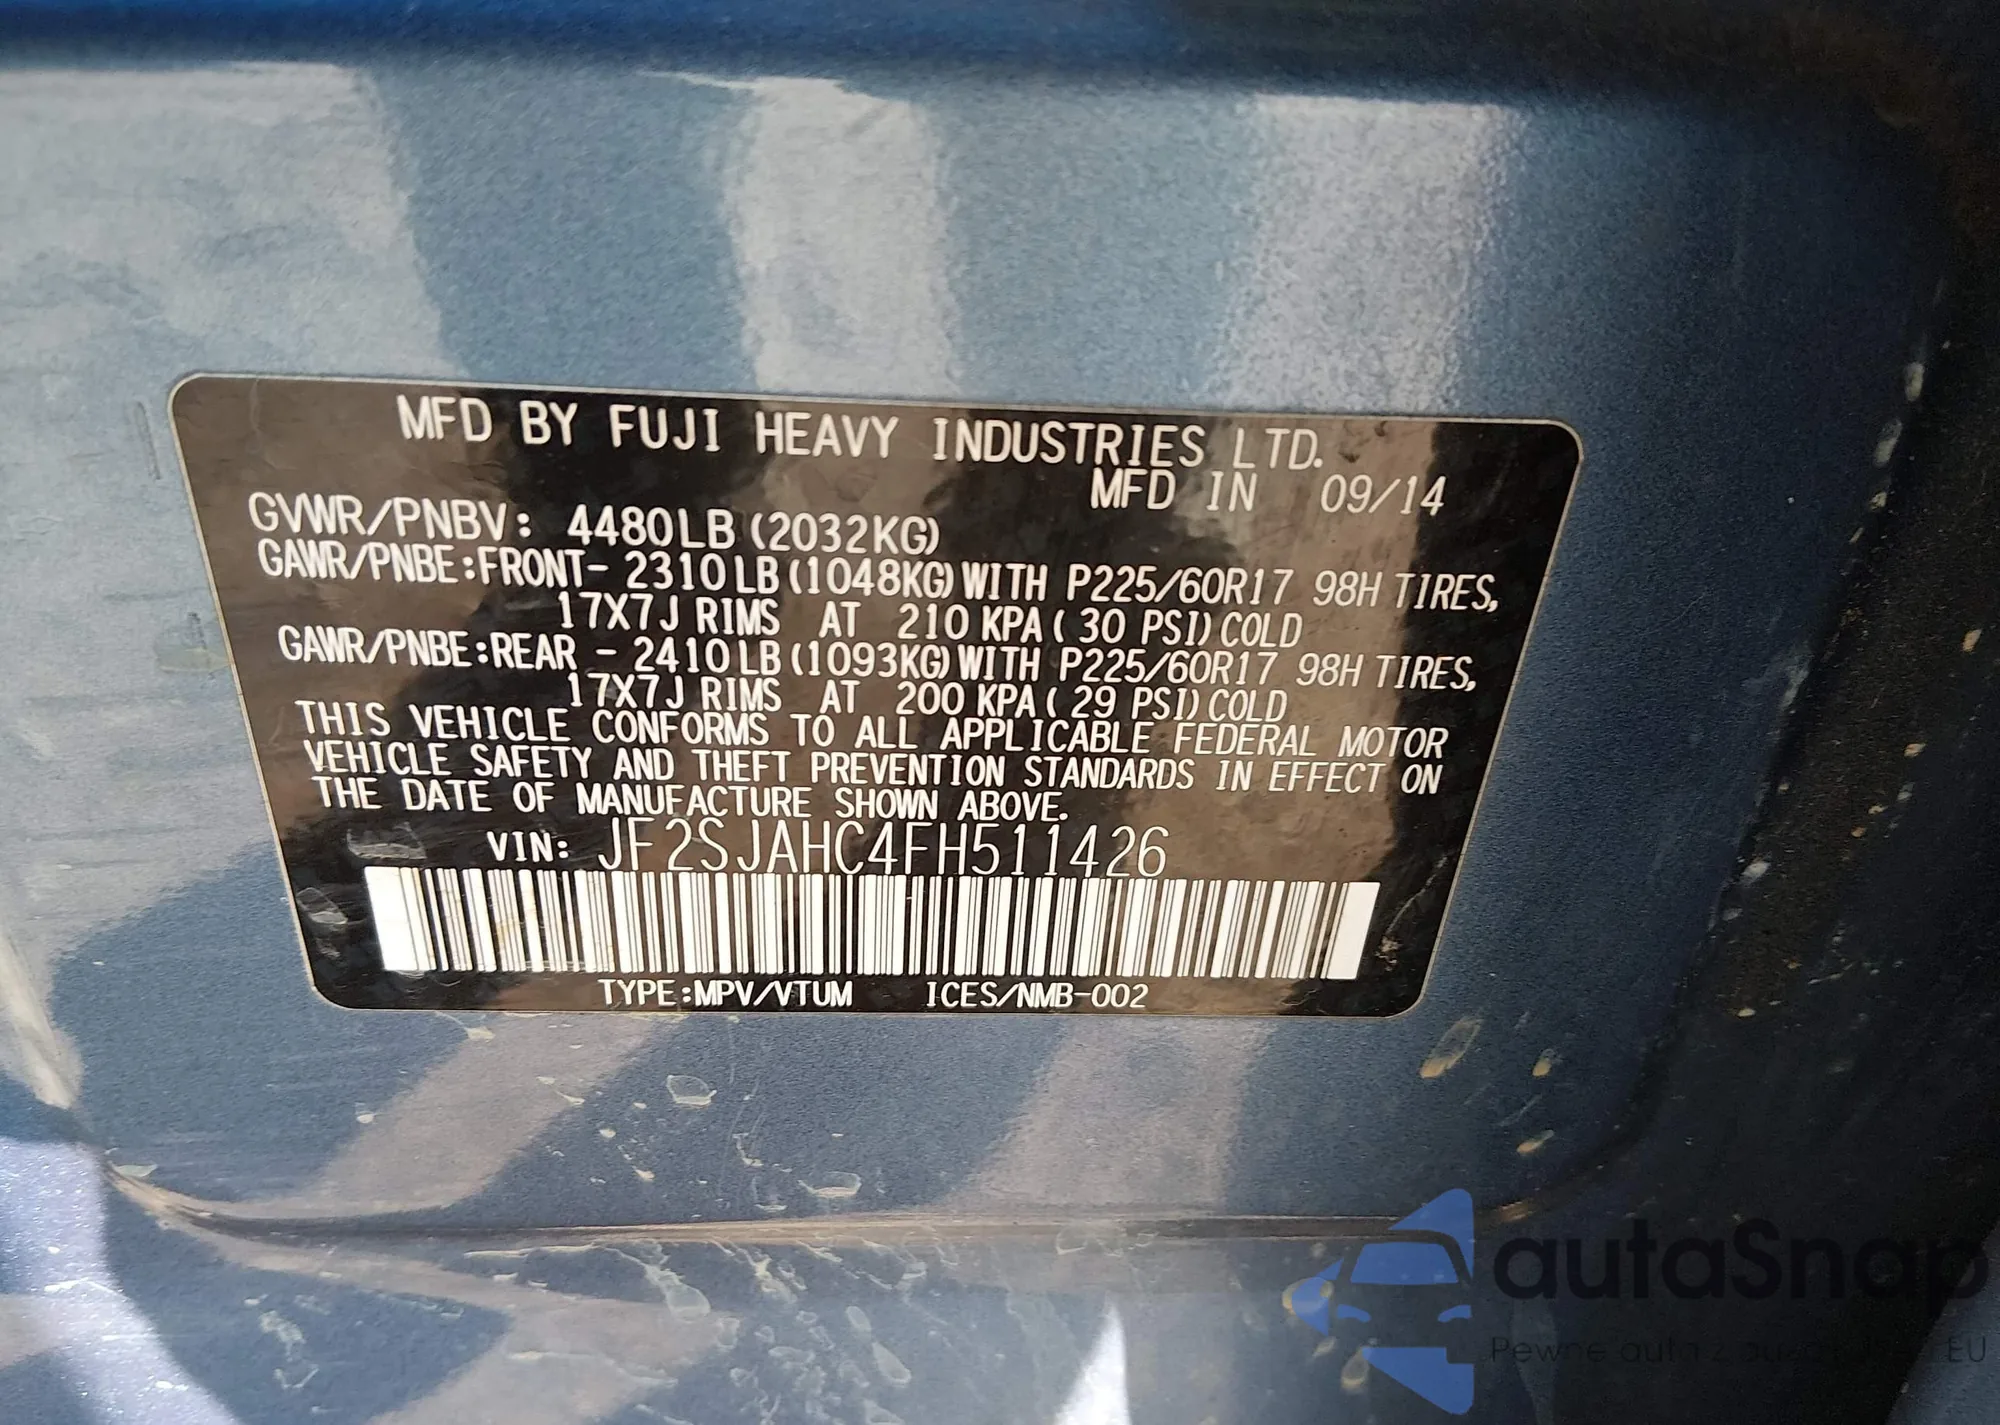 MFD BY FUJI HEAVY INDUSTRIES LTD.
MFD IN 09/14
GVWR/PNBV: 4480LB (2032KG)
GAWR/PNBE:FRONT- 2310LB(1048KG)WITH P225/60R17 98H TIRES,
17X7J RIMS AT 210 KPA( 30 PSI)COLD
GAWR/PNBE:REAR - 2410LB(1093KG)WITH P225/60R17 98H TIRES,
17X7J RIMS AT 200 KPA( 29 PSI)COLD
THIS VEHICLE CONFORMS TO ALL APPLICABLE FEDERAL MOTOR
VEHICLE SAFETY AND THEFT PREVENTION STANDARDS IN EFFECT ON
THE DATE OF MANUFACTURE SHOWN ABOVE.
VIN: JF2SJAHC4FH511426
TYPE:MPV/VTUM ICES/NMB-002
autaSnap
Pewne auta z EU